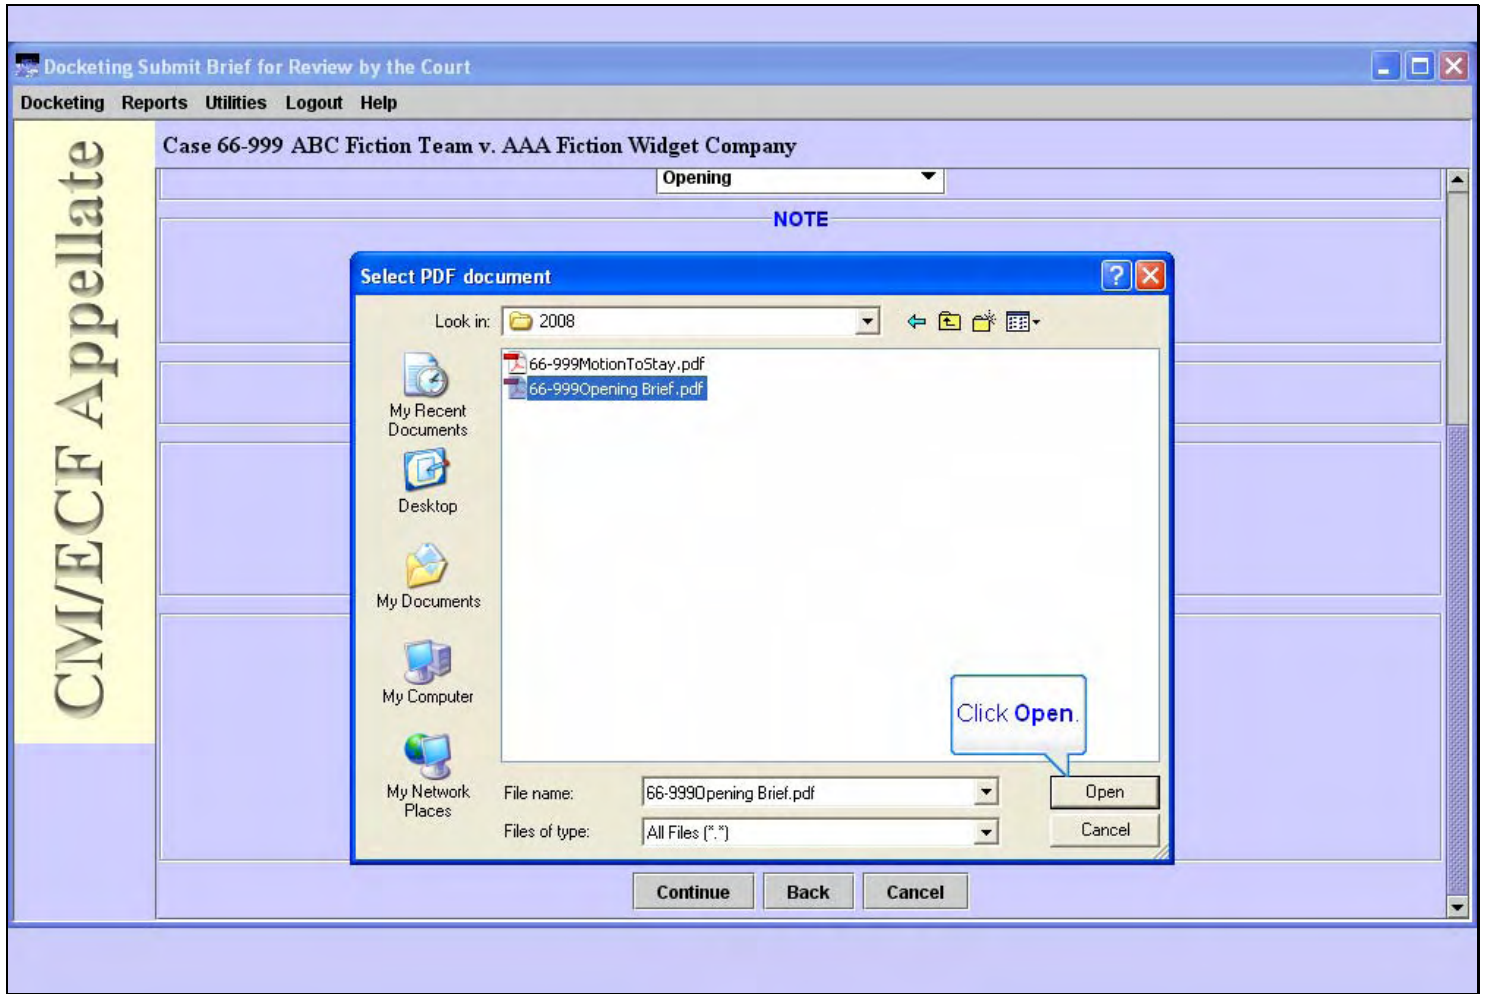 Docketing Submit Brief for Review by the Court
Docketing Reports Utilities Logout Help
CM/ECF Appellate
Case 66-999 ABC Fiction Team v. AAA Fiction Widget Company
Opening
NOTE
Select PDF document
Look in: 2008
66-999MotionToStay.pdf
66-999Opening Brief.pdf
My Recent
Documents
Desktop
My Documents
My Computer
My Network
Places
Click Open.
File name: 66-999Opening Brief.pdf Open
Files of type: All Files (*.*) Cancel
Continue Back Cancel